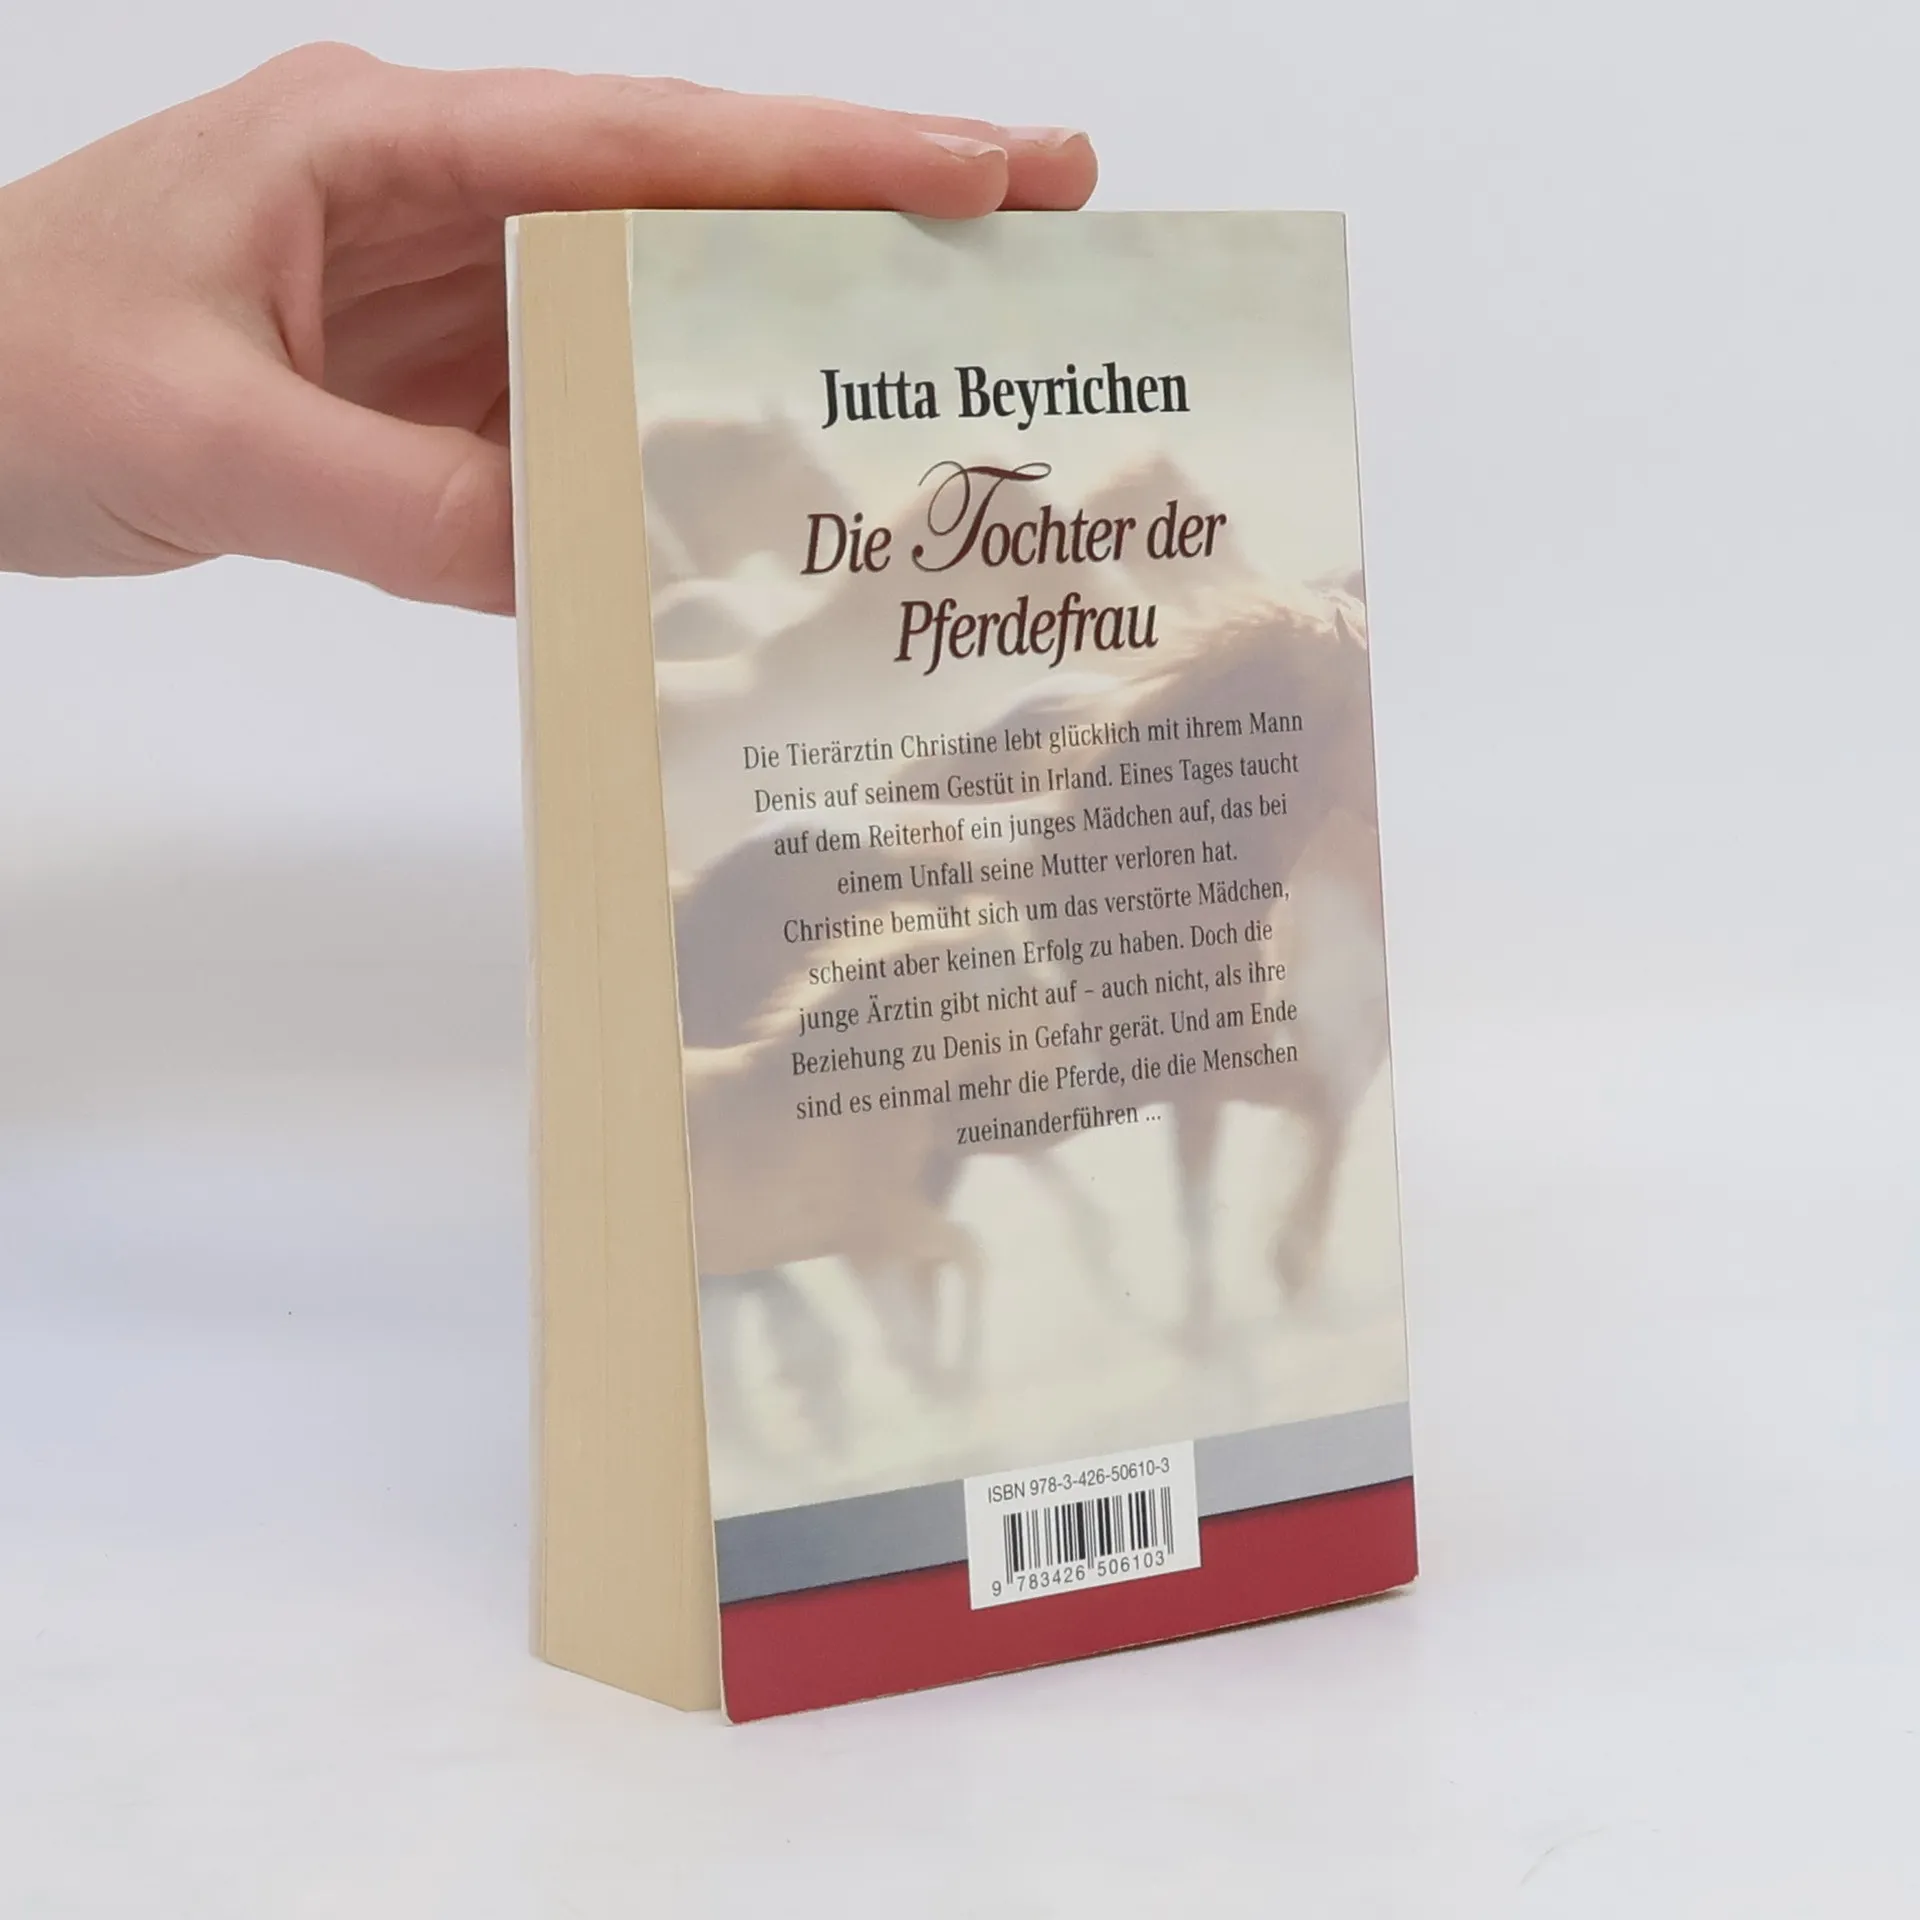 Jutta Beyrichen
Die Tochter der
Pferdefrau
Die Tierärztin Christine lebt glücklich mit ihrem Mann
Denis auf seinem Gestüt in Irland. Eines Tages taucht
auf dem Reiterhof ein junges Mädchen auf, das bei
einem Unfall seine Mutter verloren hat.
Christine bemüht sich um das verstörte Mädchen,
scheint aber keinen Erfolg zu haben. Doch die
junge Ärztin gibt nicht auf – auch nicht, als ihre
Beziehung zu Denis in Gefahr gerät. Und am Ende
sind es einmal mehr die Pferde, die die Menschen
zueinanderführen ...
ISBN 978-3-426-50610-3
9 783426 506103